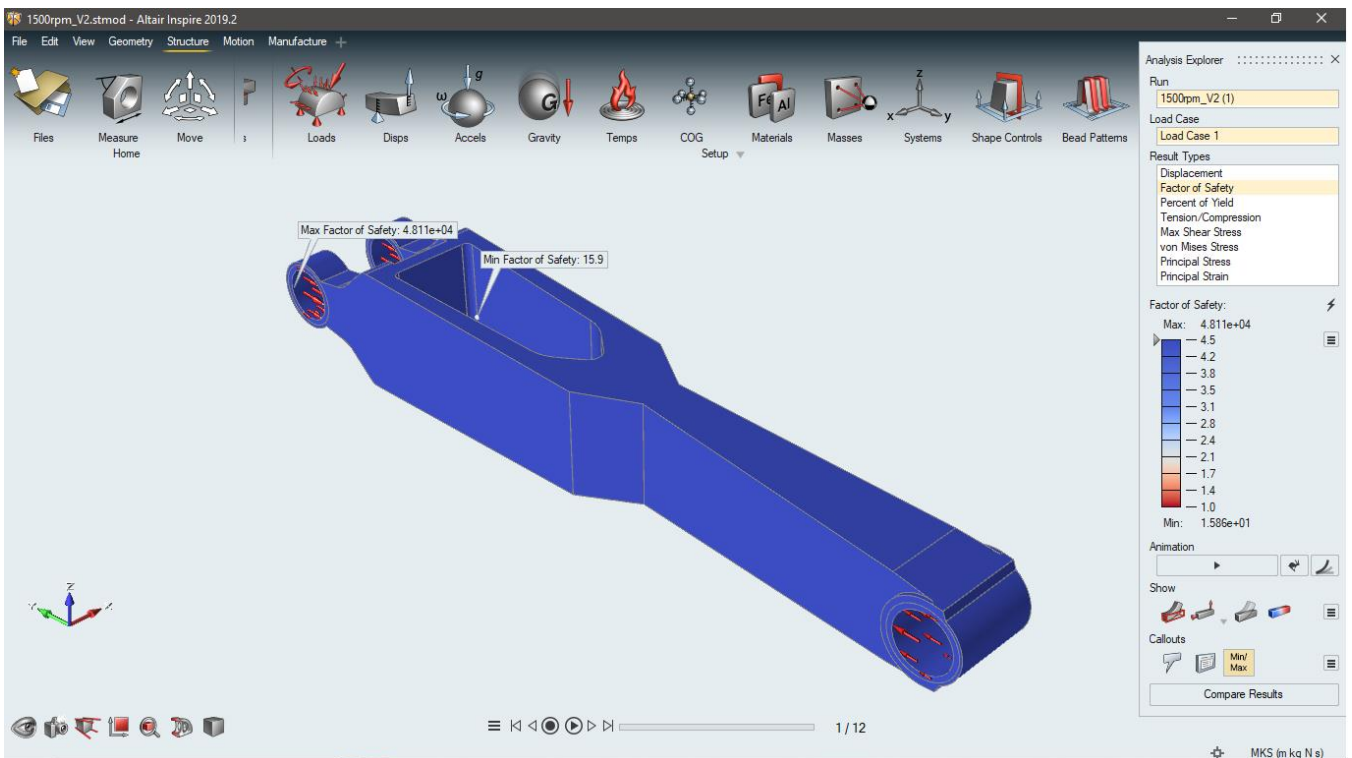 1500rpm_V2.stmod - Altair Inspire 2019.2
File Edit View Geometry Structure Motion Manufacture +
Files
Measure
Move
s
Loads
Disps
Accels
Gravity
Temps
COG
Materials
Masses
Systems
Shape Controls
Bead Patterns
Home
Setup
ω
g
G
Fe
Al
z
x
y
Max Factor of Safety: 4.811e+04
Min Factor of Safety: 15.9
Analysis Explorer
Run
1500rpm_V2 (1)
Load Case
Load Case 1
Result Types
Displacement
Factor of Safety
Percent of Yield
Tension/Compression
Max Shear Stress
von Mises Stress
Principal Stress
Principal Strain
Factor of Safety:
Max: 4.811e+04
4.5
4.2
3.8
3.5
3.1
2.8
2.4
2.1
1.7
1.4
1.0
Min: 1.586e+01
Animation
Show
Callouts
Min/
Max
Compare Results
Z
Y
X
1 / 12
MKS (m kg N s)